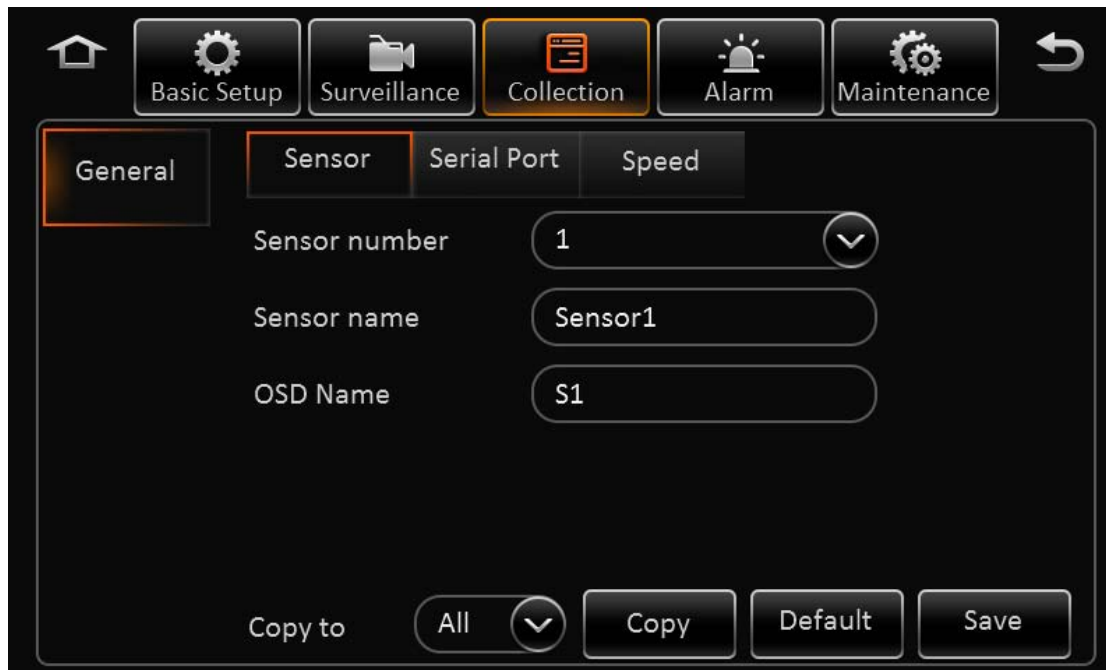 Basic Setup Surveillance Collection Alarm Maintenance
General Sensor Serial Port Speed
Sensor number 1
Sensor name Sensor1
OSD Name S1
Copy to All Copy Default Save